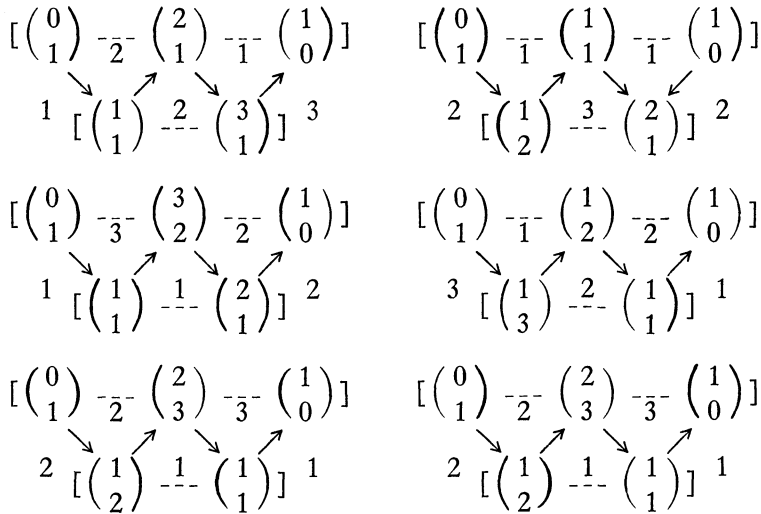 [(0 --- (2 --- (1)] [(0 --- (1 --- (1)]
1) 2 1) 1 0) 1) 1 1) 1 0)
1 [(1 2 (3)] 3 2 [(1 3 (2)] 2
1) --- 1) 2) --- 1)
[(0 --- (3 --- (1)] [(0 --- (1 --- (1)]
1) 3 2) 2 0) 1) 1 2) 2 0)
1 [(1 1 (2)] 2 3 [(1 2 (1)] 1
1) --- 1) 3) --- 1)
[(0 --- (2 --- (1)] [(0 --- (2 --- (1)]
1) 2 3) 3 0) 1) 2 3) 3 0)
2 [(1 1 (1)] 1 2 [(1 1 (1)] 1
2) --- 1) 2) --- 1)